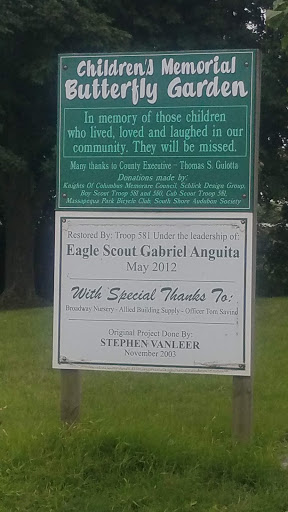 Children's Memorial
Butterfly Garden
In memory of those children
who lived, loved and laughed in our
community. They will be missed.
Many thanks to County Executive - Thomas S. Gulotta
Donations made by:
Knights Of Columbus Memorare Council, Schlick Design Group,
Boy Scout Troop 581 and 590, Cub Scout Troop 581,
Massapequa Park Bicycle Club, South Shore Audubon Society
Restored By: Troop 581 Under the leadership of:
Eagle Scout Gabriel Anguita
May 2012
With Special Thanks To:
Broadway Nursery - Allied Building Supply - Officer Tom Savino
Original Project Done By:
STEPHEN VANLEER
November 2003